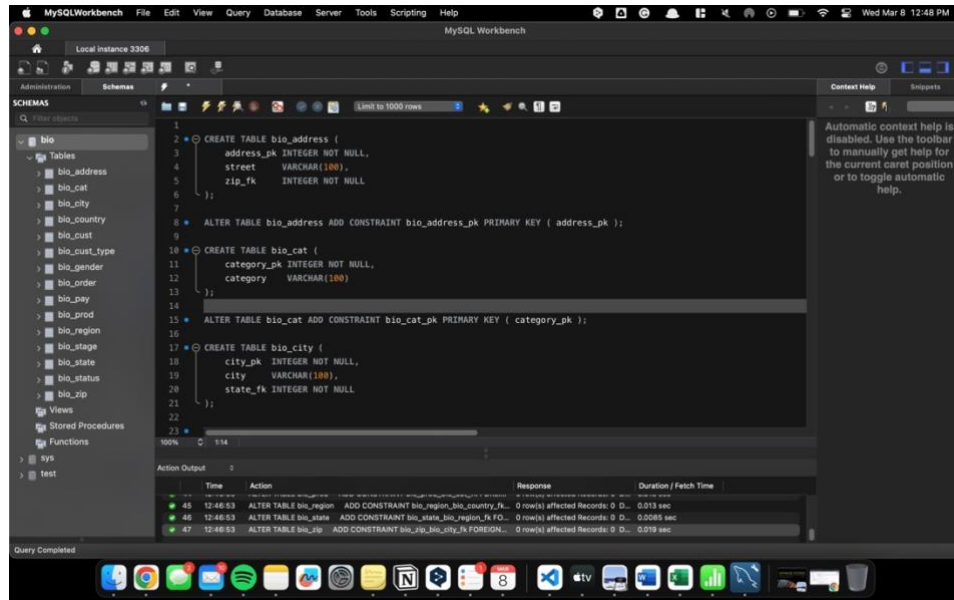 MySQLWorkbench File Edit View Query Database Server Tools Scripting Help Wed Mar 8 12:48 PM
MySQL Workbench
Local instance 3306
Administration Schemas
Context Help Snippets
SCHEMAS
Filter objects
Limit to 1000 rows
bio
Tables
bio_address
bio_cat
bio_city
bio_country
bio_cust
bio_cust_type
bio_gender
bio_order
bio_pay
bio_prod
bio_region
bio_stage
bio_state
bio_status
bio_zip
Views
Stored Procedures
Functions
sys
test
1
2 CREATE TABLE bio_address (
3 address_pk INTEGER NOT NULL,
4 street VARCHAR(100),
5 zip_fk INTEGER NOT NULL
6 );
7
8 ALTER TABLE bio_address ADD CONSTRAINT bio_address_pk PRIMARY KEY ( address_pk );
9
10 CREATE TABLE bio_cat (
11 category_pk INTEGER NOT NULL,
12 category VARCHAR(100)
13 );
14
15 ALTER TABLE bio_cat ADD CONSTRAINT bio_cat_pk PRIMARY KEY ( category_pk );
16
17 CREATE TABLE bio_city (
18 city_pk INTEGER NOT NULL,
19 city VARCHAR(100),
20 state_fk INTEGER NOT NULL
21 );
22
23
100% 1:14
Automatic context help is
disabled. Use the toolbar
to manually get help for
the current caret position
or to toggle automatic
help.
Action Output
Time Action Response Duration / Fetch Time
45 12:46:53 ALTER TABLE bio_region ADD CONSTRAINT bio_region_bio_country_fk... 0 row(s) affected Records: 0 D... 0.013 sec
46 12:46:53 ALTER TABLE bio_state ADD CONSTRAINT bio_state_bio_region_fk FO... 0 row(s) affected Records: 0 D... 0.0085 sec
47 12:46:53 ALTER TABLE bio_zip ADD CONSTRAINT bio_zip_bio_city_fk FOREIGN... 0 row(s) affected Records: 0 D... 0.019 sec
Query Completed
8
tv